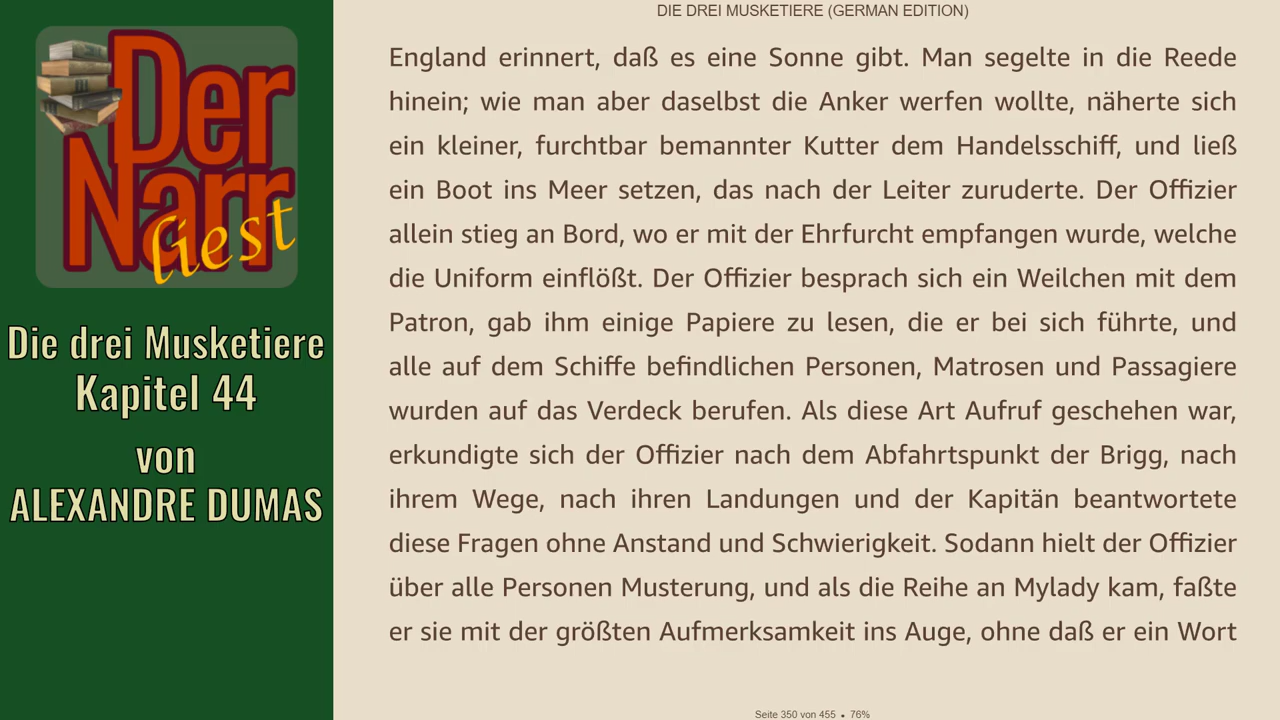 Der
Narr
liest
Die drei Musketiere
Kapitel 44
von
ALEXANDRE DUMAS
DIE DREI MUSKETIERE (GERMAN EDITION)
England erinnert, daß es eine Sonne gibt. Man segelte in die Reede
hinein; wie man aber daselbst die Anker werfen wollte, näherte sich
ein kleiner, furchtbar bemannter Kutter dem Handelsschiff, und ließ
ein Boot ins Meer setzen, das nach der Leiter zuruderte. Der Offizier
allein stieg an Bord, wo er mit der Ehrfurcht empfangen wurde, welche
die Uniform einflößt. Der Offizier besprach sich ein Weilchen mit dem
Patron, gab ihm einige Papiere zu lesen, die er bei sich führte, und
alle auf dem Schiffe befindlichen Personen, Matrosen und Passagiere
wurden auf das Verdeck berufen. Als diese Art Aufruf geschehen war,
erkundigte sich der Offizier nach dem Abfahrtspunkt der Brigg, nach
ihrem Wege, nach ihren Landungen und der Kapitän beantwortete
diese Fragen ohne Anstand und Schwierigkeit. Sodann hielt der Offizier
über alle Personen Musterung, und als die Reihe an Mylady kam, faßte
er sie mit der größten Aufmerksamkeit ins Auge, ohne daß er ein Wort
Seite 350 von 455 • 76%